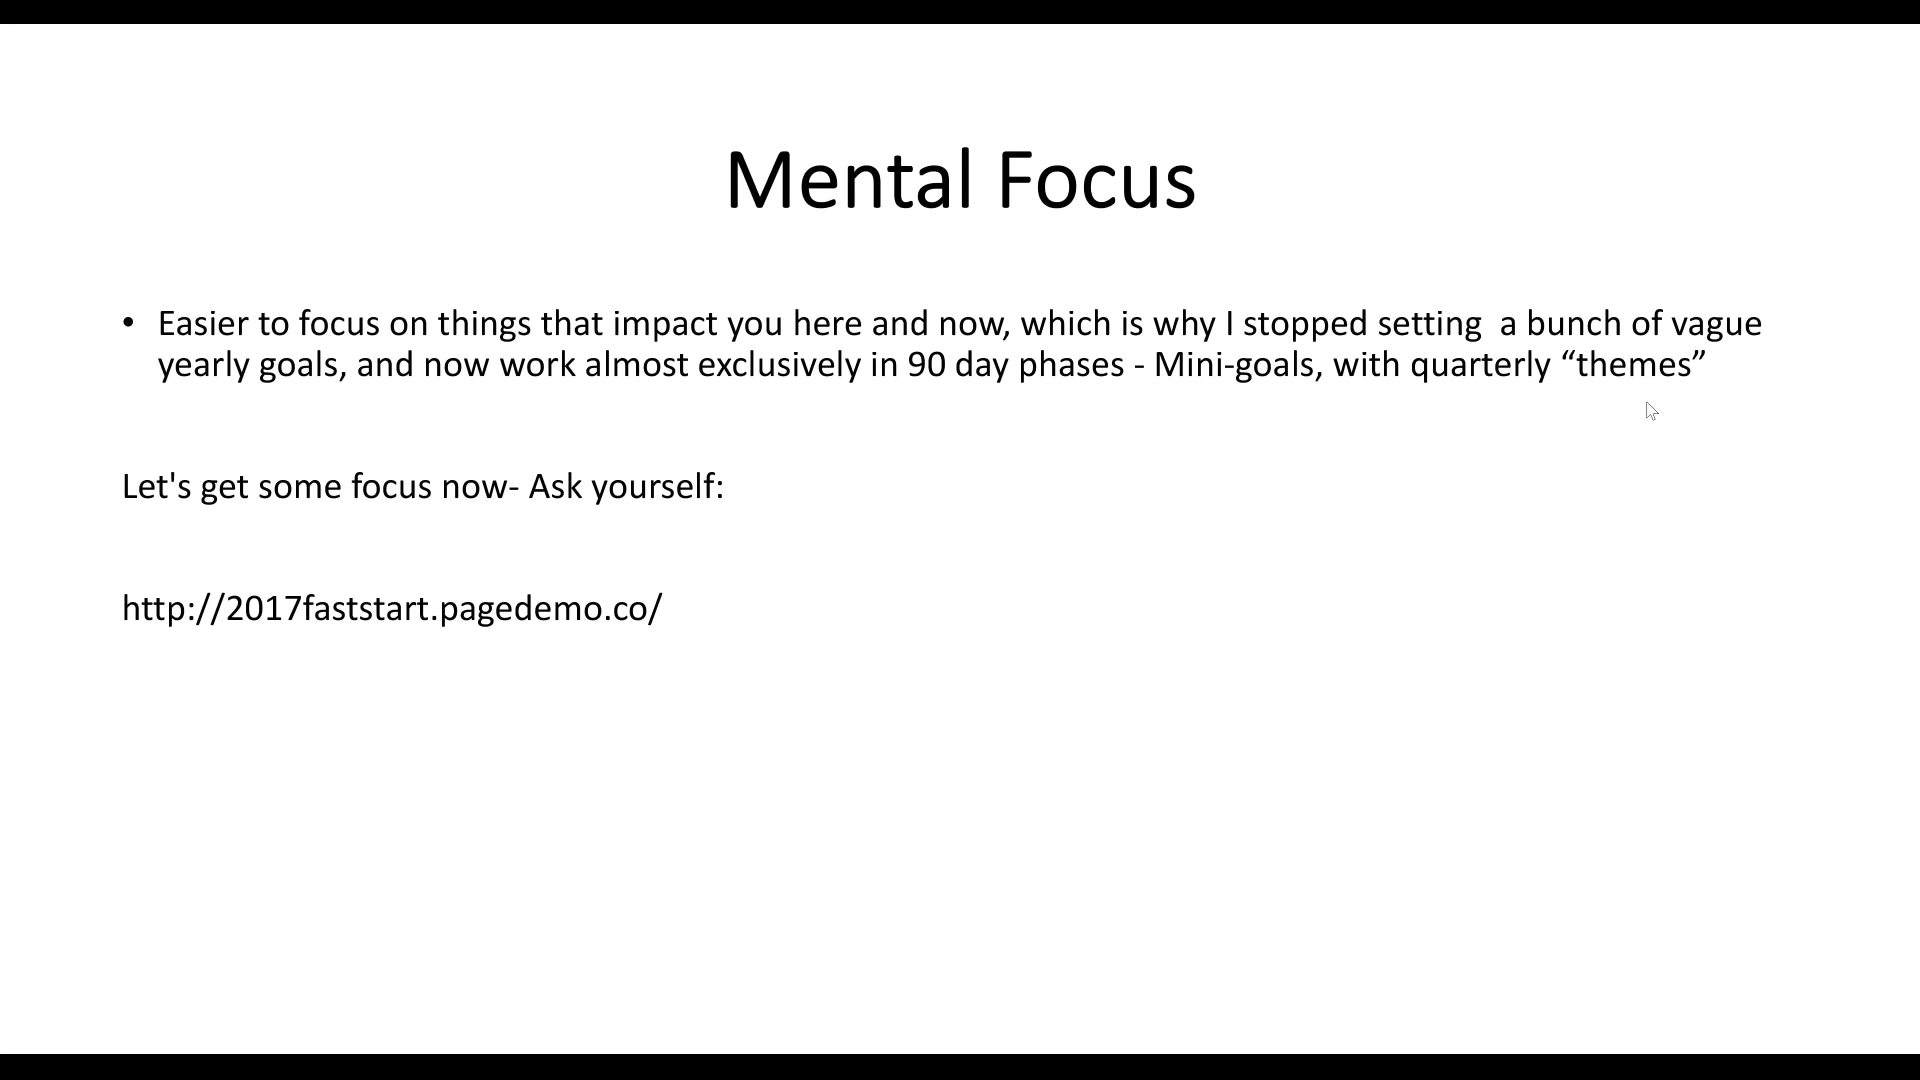 Mental Focus
• Easier to focus on things that impact you here and now, which is why I stopped setting  a bunch of vague
yearly goals, and now work almost exclusively in 90 day phases - Mini-goals, with quarterly “themes”
Let's get some focus now- Ask yourself:
http://2017faststart.pagedemo.co/